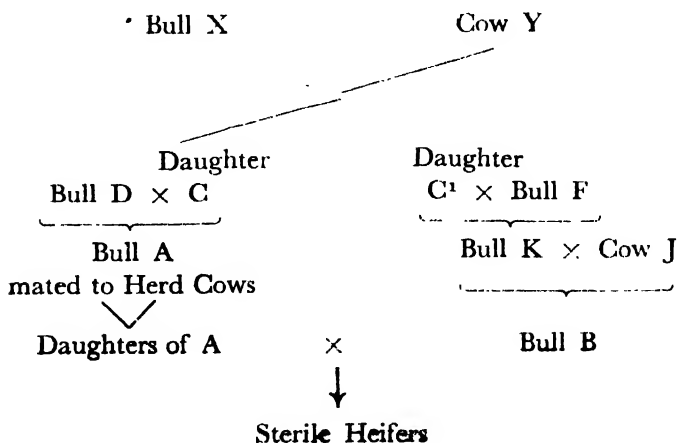 Bull X Cow Y
Daughter Daughter
Bull D × C C¹ × Bull F
Bull A Bull K × Cow J
mated to Herd Cows
Daughters of A × Bull B
Sterile Heifers